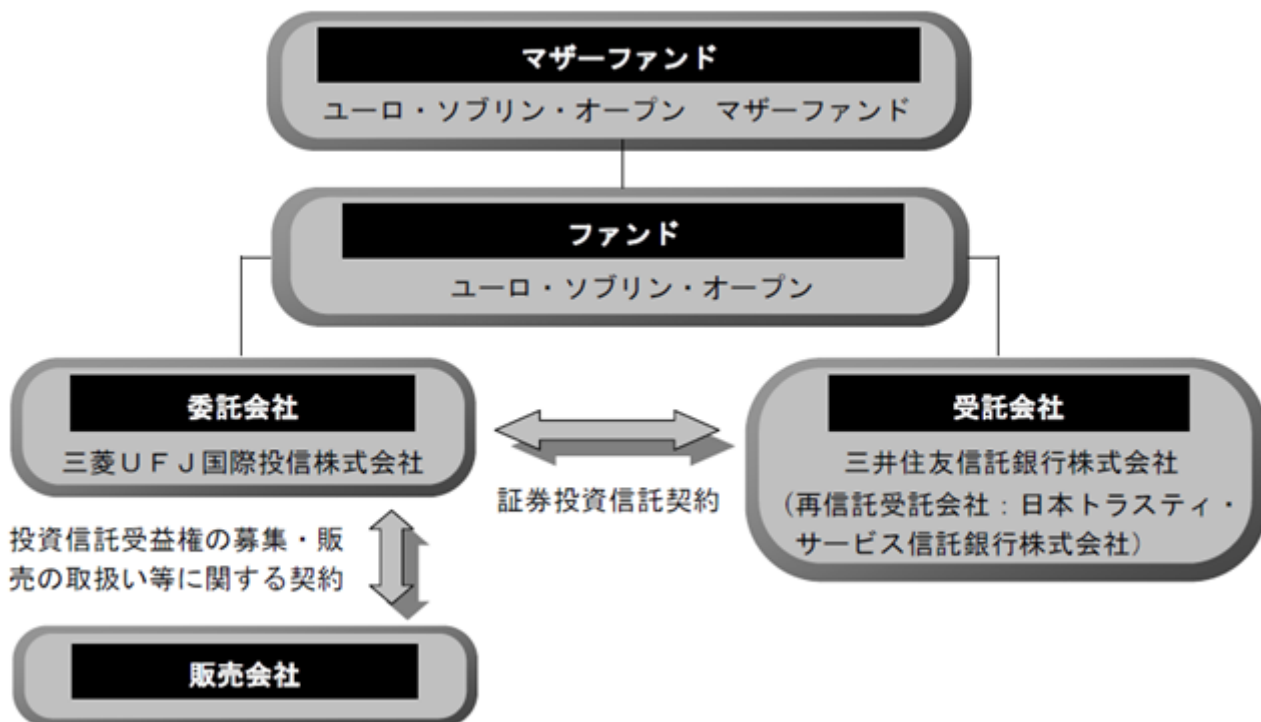 マザーファンド
ユーロ・ソブリン・オープン　マザーファンド
ファンド
ユーロ・ソブリン・オープン
委託会社
三菱ＵＦＪ国際投信株式会社
証券投資信託契約
受託会社
三井住友信託銀行株式会社
（再信託受託会社：日本トラスティ・
サービス信託銀行株式会社）
投資信託受益権の募集・販
売の取扱い等に関する契約
販売会社